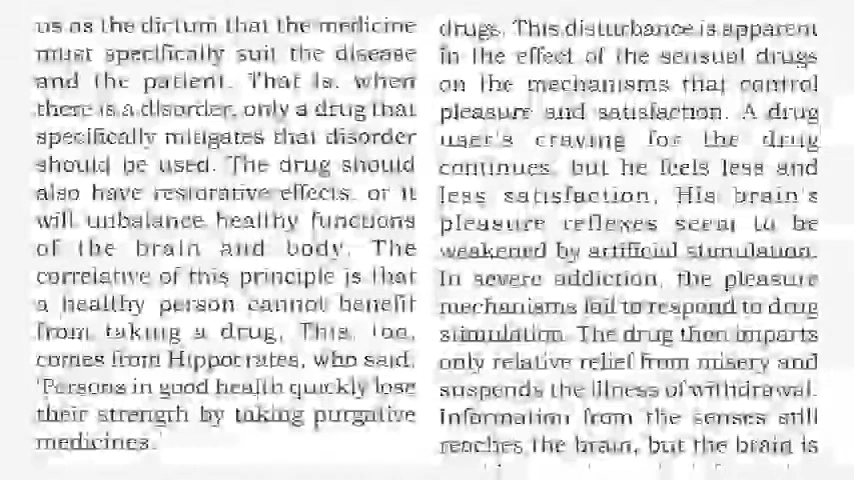 us as the dictum that the medicine
must specifically suit the disease
and the patient. That is, when
there is a disorder, only a drug that
specifically mitigates that disorder
should be used. The drug should
also have restorative effects, or it
will unbalance healthy functions
of the brain and body. The
correlative of this principle is that
a healthy person cannot benefit
from taking a drug. This, too,
comes from Hippocrates, who said,
'Persons in good health quickly lose
their strength by taking purgative
medicines.'
drugs. This disturbance is apparent
in the effect of the sensual drugs
on the mechanisms that control
pleasure and satisfaction. A drug
user's craving for the drug
continues, but he feels less and
less satisfaction. His brain's
pleasure reflexes seem to be
weakened by artificial stimulation.
In severe addiction, the pleasure
mechanisms fail to respond to drug
stimulation. The drug then imparts
only relative relief from misery and
suspends the illness of withdrawal.
Information from the senses still
reaches the brain, but the brain is